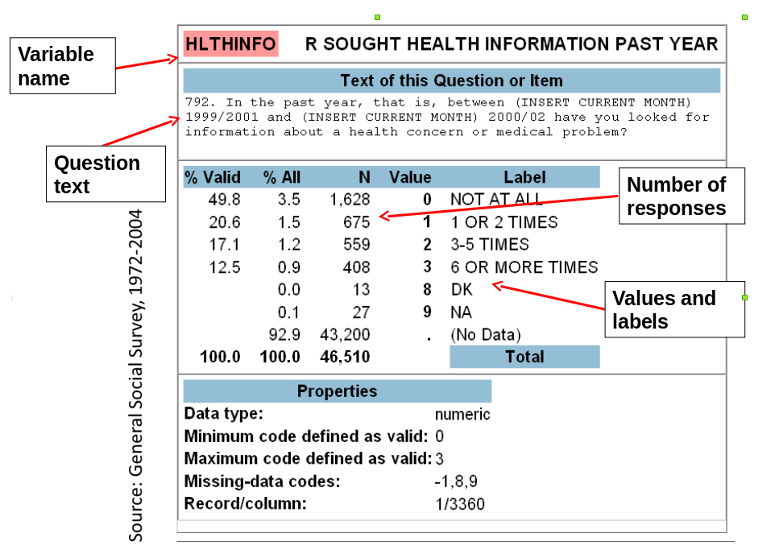 Variable
name
HLTHINFO R SOUGHT HEALTH INFORMATION PAST YEAR
Text of this Question or Item
792. In the past year, that is, between (INSERT CURRENT MONTH)
1999/2001 and (INSERT CURRENT MONTH) 2000/02 have you looked for
information about a health concern or medical problem?
Question
text
% Valid % All N Value Label
49.8 3.5 1,628 0 NOT AT ALL
20.6 1.5 675 1 1 OR 2 TIMES
17.1 1.2 559 2 3-5 TIMES
12.5 0.9 408 3 6 OR MORE TIMES
0.0 13 8 DK
0.1 27 9 NA
92.9 43,200 . (No Data)
100.0 100.0 46,510 Total
Number of
responses
Values and
labels
Properties
Data type: numeric
Minimum code defined as valid: 0
Maximum code defined as valid: 3
Missing-data codes: -1,8,9
Record/column: 1/3360
Source: General Social Survey, 1972-2004